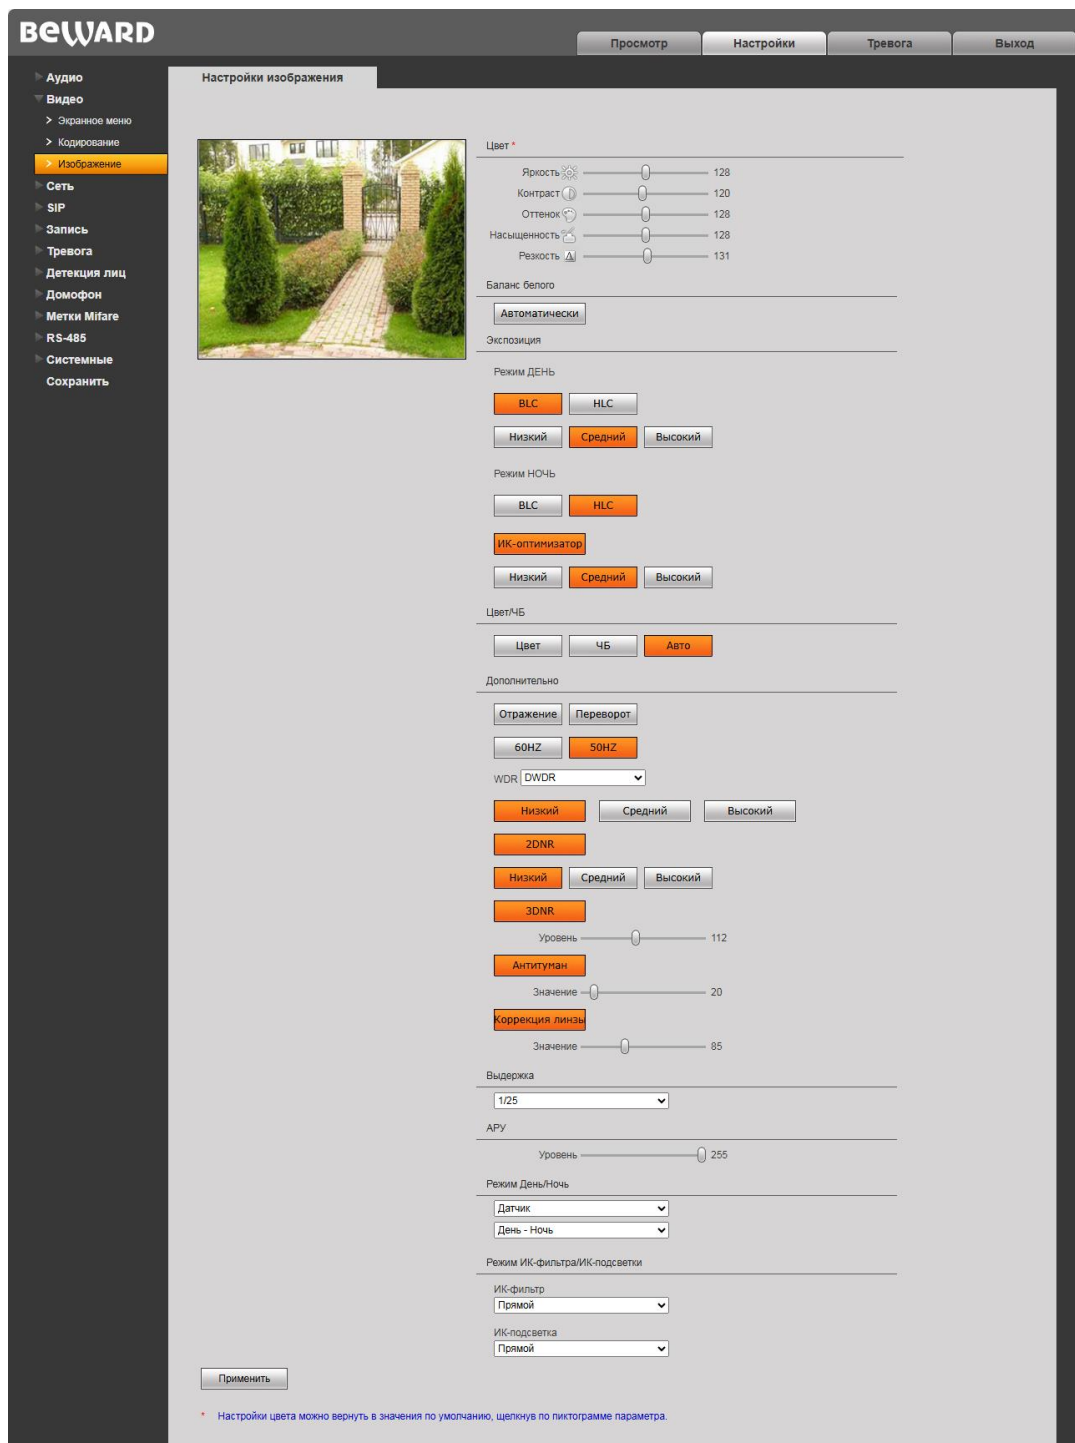 BEWARD
Просмотр Настройки Тревога Выход
Аудио
Видео
Экранное меню
Кодирование
Изображение
Сеть
SIP
Запись
Тревога
Детекция лиц
Домофон
Метки Mifare
RS-485
Системные
Сохранить
Настройки изображения
Цвет *
Яркость 128
Контраст 120
Оттенок 128
Насыщенность 128
Резкость 131
Баланс белого
Автоматически
Экспозиция
Режим ДЕНЬ
BLC HLC
Низкий Средний Высокий
Режим НОЧЬ
BLC HLC
ИК-оптимизатор
Низкий Средний Высокий
Цвет/ЧБ
Цвет ЧБ Авто
Дополнительно
Отражение Переворот
60HZ 50HZ
WDR DWDR
Низкий Средний Высокий
2DNR
Низкий Средний Высокий
3DNR
Уровень 112
Антитуман
Значение 20
Коррекция линзы
Значение 85
Выдержка
1/25
АРУ
Уровень 255
Режим День/Ночь
Датчик
День - Ночь
Режим ИК-фильтра/ИК-подсветки
ИК-фильтр
Прямой
ИК-подсветка
Прямой
Применить
* Настройки цвета можно вернуть в значения по умолчанию, щелкнув по пиктограмме параметра.